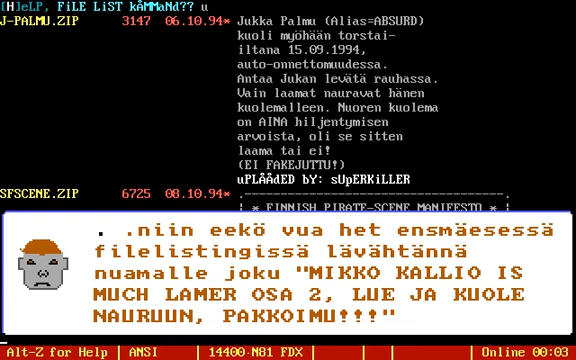 [H]eLP, FiLE LiST kÅMMaNd?? u
J-PALMU.ZIP 3147 06.10.94* Jukka Palmu (Alias=ABSURD)
kuoli myöhään torstai-
iltana 15.09.1994,
auto-onnettomuudessa.
Antaa Jukan levätä rauhassa.
Vain laamat nauravat hänen
kuolemalleen. Nuoren kuolema
on AINA hiljentymisen
arvoista, oli se sitten
laama tai ei!
(EI FAKEJUTTU!)
uPLÅÅdED bY: sUpERKiLLER
SFSCENE.ZIP 6725 08.10.94* .-----------------------------------.
| * FINNISH PIRATE-SCENE MANIFESTO * |
. .niin eekö vua het ensmäesessä
filelistingissä lävähtännä
nuamalle joku "MIKKO KALLIO IS
MUCH LAMER OSA 2, LUE JA KUOLE
NAURUUN, PAKKOIMU!!!"
Alt-Z for Help | ANSI | 14400·N81 FDX | | | | Online 00:03